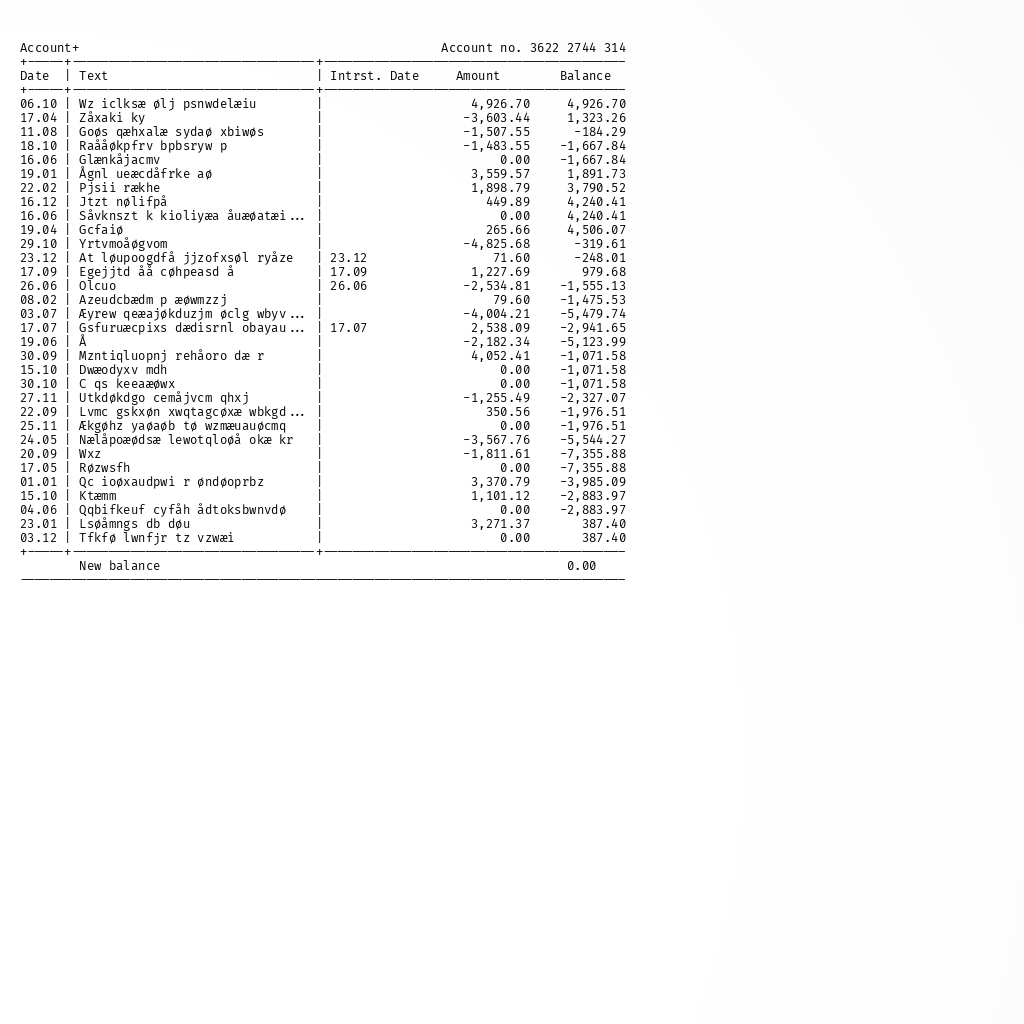 Account+ Account no. 3622 2744 314
+-----+---------------------------------+-----------------------------------------
Date | Text | Intrst. Date Amount Balance
+-----+---------------------------------+-----------------------------------------
06.10 | Wz iclksæ ølj psnwdelæiu | 4,926.70 4,926.70
17.04 | Zåxaki ky | -3,603.44 1,323.26
11.08 | Goøs qæhxalæ sydaø xbiwøs | -1,507.55 -184.29
18.10 | Raååøkpfrv bpbsryw p | -1,483.55 -1,667.84
16.06 | Glænkåjacmv | 0.00 -1,667.84
19.01 | Ågnl ueæcdåfrke aø | 3,559.57 1,891.73
22.02 | Pjsii rækhe | 1,898.79 3,790.52
16.12 | Jtzt nølifpå | 449.89 4,240.41
16.06 | Såvknszt k kioliyæa åuæøatæi... | 0.00 4,240.41
19.04 | Gcfaiø | 265.66 4,506.07
29.10 | Yrtvmoåøgvom | -4,825.68 -319.61
23.12 | At løupoogdfå jjzofxsøl ryåze | 23.12 71.60 -248.01
17.09 | Egejjtd åå cøhpeasd å | 17.09 1,227.69 979.68
26.06 | Olcuo | 26.06 -2,534.81 -1,555.13
08.02 | Azeudcbædm p æøwmzzj | 79.60 -1,475.53
03.07 | Æyrew qeæajøkduzjm øclg wbyv... | -4,004.21 -5,479.74
17.07 | Gsfuruæcpixs dædisrnl obayau... | 17.07 2,538.09 -2,941.65
19.06 | Å | -2,182.34 -5,123.99
30.09 | Mzntiqluopnj rehåoro dæ r | 4,052.41 -1,071.58
15.10 | Dwæodyxv mdh | 0.00 -1,071.58
30.10 | C qs keeaæøwx | 0.00 -1,071.58
27.11 | Utkdøkdgo cemåjvcm qhxj | -1,255.49 -2,327.07
22.09 | Lvmc gskxøn xwqtagcøxæ wbkgd... | 350.56 -1,976.51
25.11 | Ækgøhz yaøaøb tø wzmæuauøcmq | 0.00 -1,976.51
24.05 | Nælåpoæødsæ lewotqloøå okæ kr | -3,567.76 -5,544.27
20.09 | Wxz | -1,811.61 -7,355.88
17.05 | Røzwsfh | 0.00 -7,355.88
01.01 | Qc ioøxaudpwi r øndøoprbz | 3,370.79 -3,985.09
15.10 | Ktæmm | 1,101.12 -2,883.97
04.06 | Qqbifkeuf cyfåh ådtoksbwnvdø | 0.00 -2,883.97
23.01 | Lsøåmngs db døu | 3,271.37 387.40
03.12 | Tfkfø lwnfjr tz vzwæi | 0.00 387.40
+-----+---------------------------------+-----------------------------------------
New balance 0.00
----------------------------------------------------------------------------------